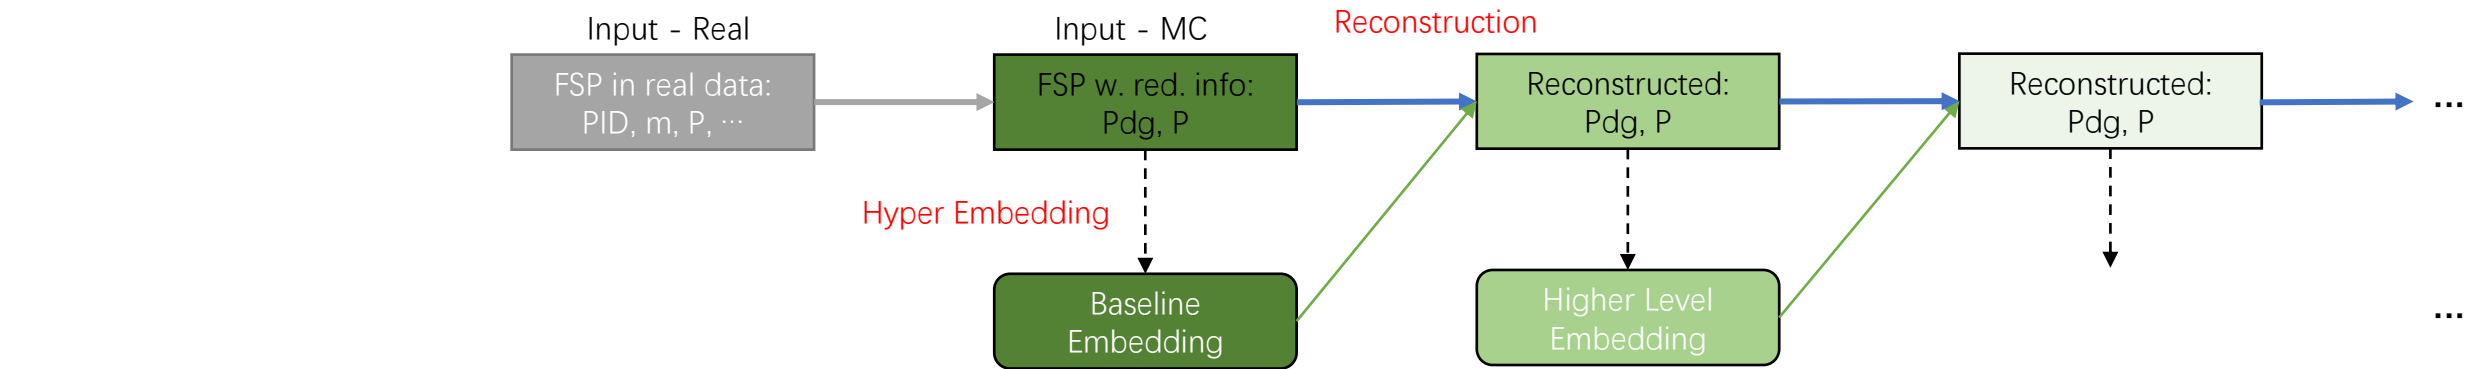 Input - Real
Input - MC
Reconstruction
FSP in real data:
PID, m, P, ...
FSP w. red. info:
Pdg, P
Reconstructed:
Pdg, P
Reconstructed:
Pdg, P
...
Hyper Embedding
Baseline
Embedding
Higher Level
Embedding
...